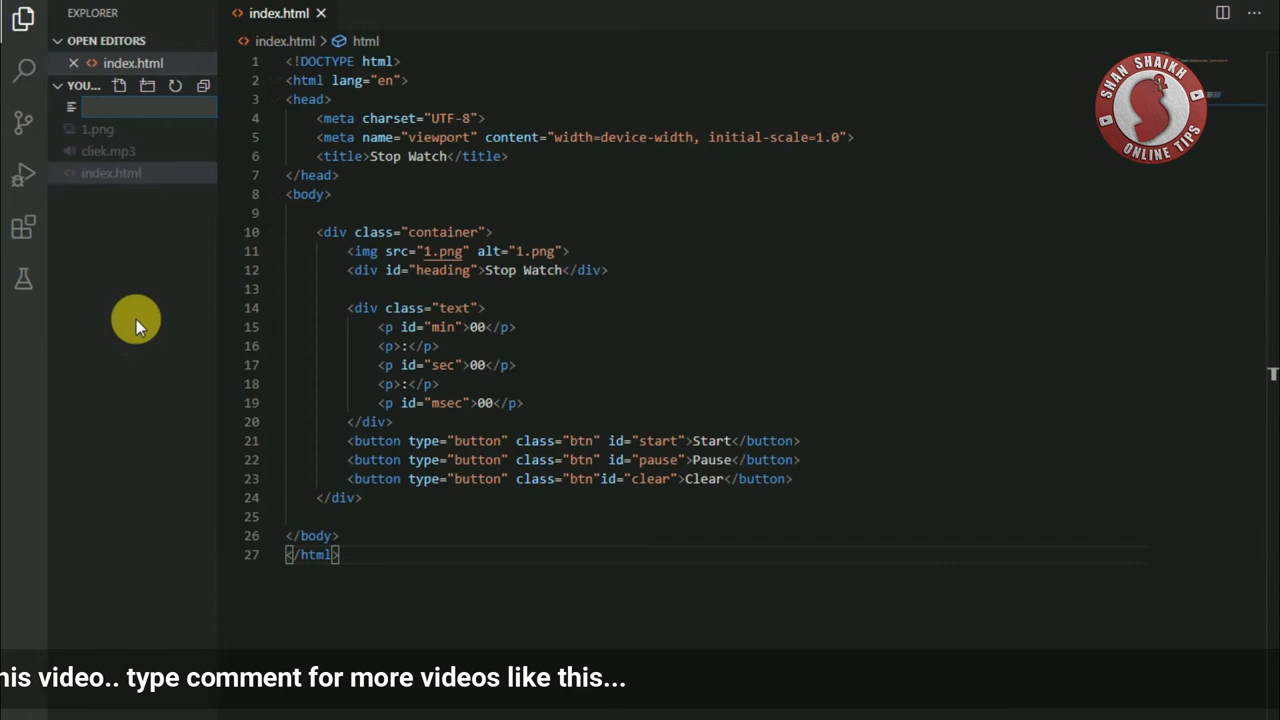 EXPLORER
index.html
OPEN EDITORS
index.html
YOU...
1.png
cliek.mp3
index.html
index.html > html
1 <!DOCTYPE html>
2 <html lang="en">
3 <head>
4 <meta charset="UTF-8">
5 <meta name="viewport" content="width=device-width, initial-scale=1.0">
6 <title>Stop Watch</title>
7 </head>
8 <body>
9
10 <div class="container">
11 <img src="1.png" alt="1.png">
12 <div id="heading">Stop Watch</div>
13
14 <div class="text">
15 <p id="min">00</p>
16 <p>:</p>
17 <p id="sec">00</p>
18 <p>:</p>
19 <p id="msec">00</p>
20 </div>
21 <button type="button" class="btn" id="start">Start</button>
22 <button type="button" class="btn" id="pause">Pause</button>
23 <button type="button" class="btn"id="clear">Clear</button>
24 </div>
25
26 </body>
27 </html>
SHAN SHAIKH
ONLINE TIPS
T
his video.. type comment for more videos like this...